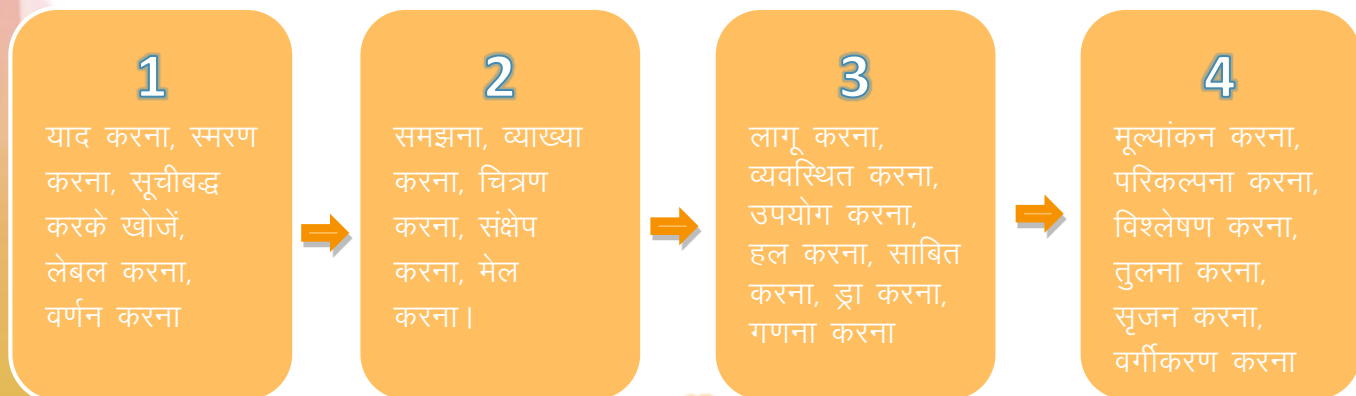 1
याद करना, स्मरण
करना, सूचीबद्ध
करके खोजें,
लेबल करना,
वर्णन करना
2
समझना, व्याख्या
करना, चित्रण
करना, संक्षेप
करना, मेल
करना।
3
लागू करना,
व्यवस्थित करना,
उपयोग करना,
हल करना, साबित
करना, ड्रा करना,
गणना करना
4
मूल्यांकन करना,
परिकल्पना करना,
विश्लेषण करना,
तुलना करना,
सृजन करना,
वर्गीकरण करना